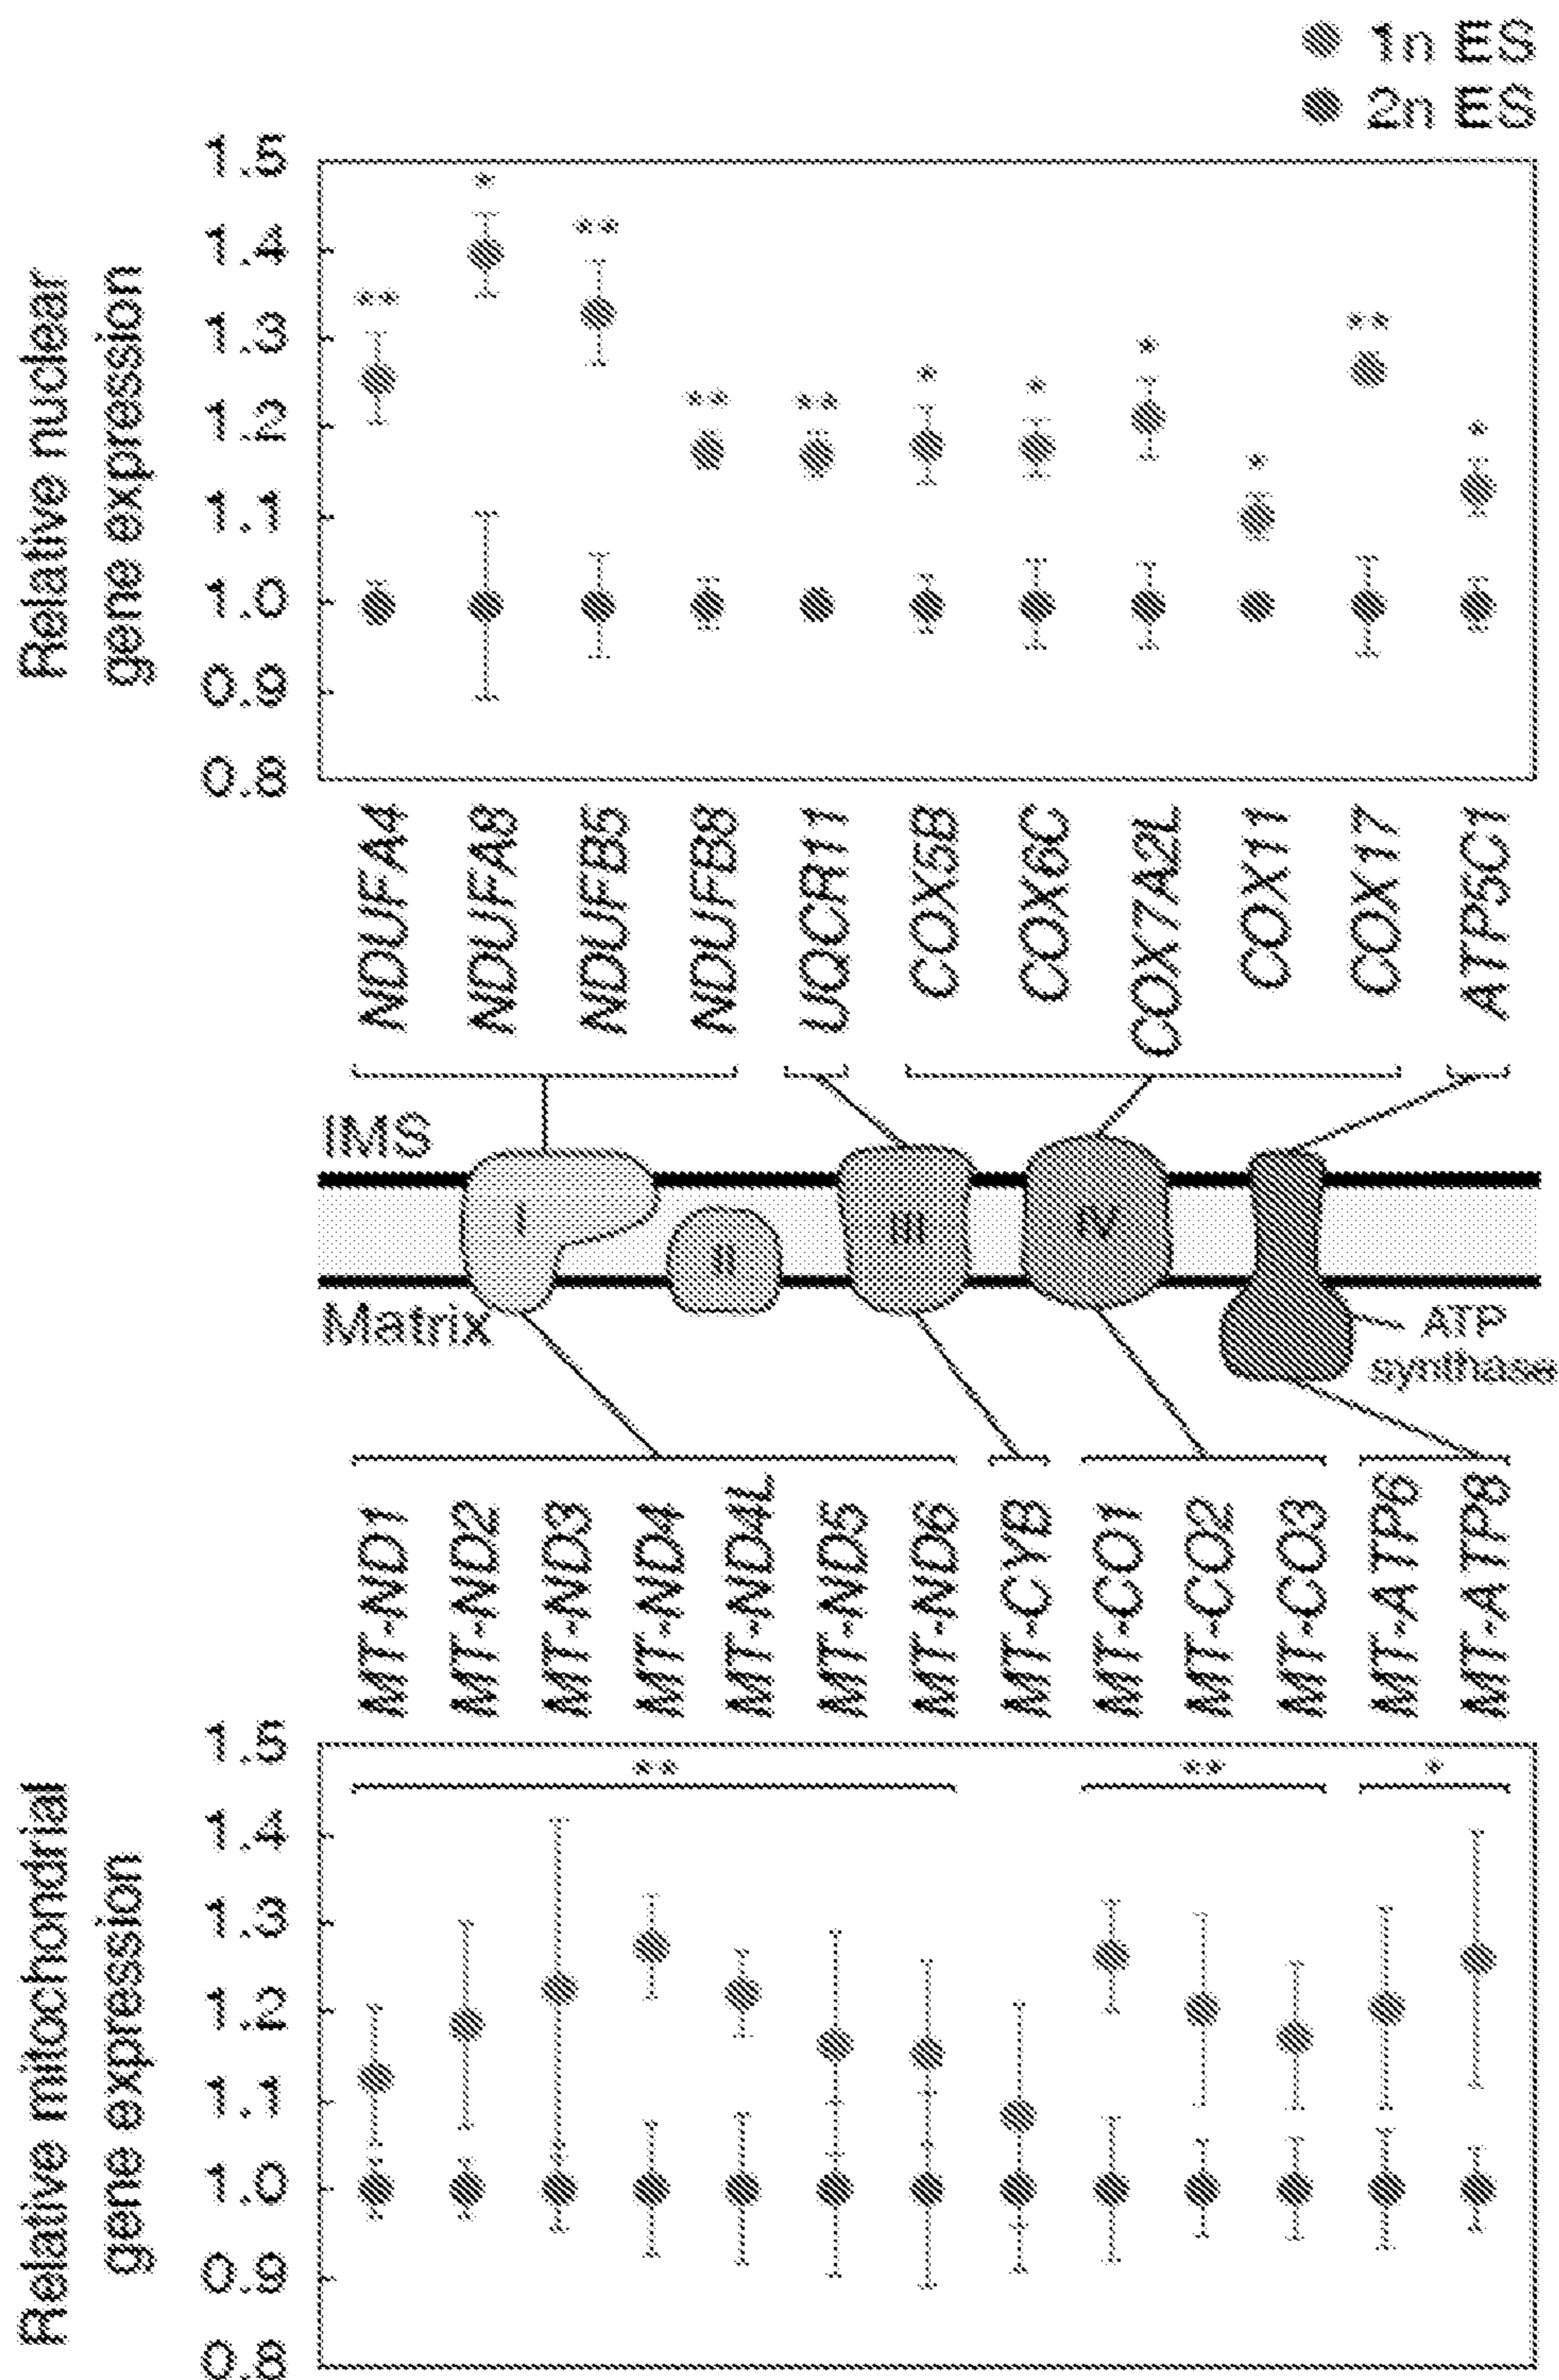 1n ES
2n ES
Relative nuclear
gene expression
1.5
**
*
**
**
**
*
*
*
*
**
*
1.4
1.3
1.2
1.1
1.0
0.9
0.8
NDUFA4
NDUFA8
NDUFB5
NDUFB8
UQCR11
COX5B
COX6C
COX7A2L
COX11
COX17
ATP5C1
IMS
I
II
III
IV
Matrix
ATP
synthase
MT-ND1
MT-ND2
MT-ND3
MT-ND4
MT-ND4L
MT-ND5
MT-ND6
MT-CYB
MT-CO1
MT-CO2
MT-CO3
MT-ATP6
MT-ATP8
Relative mitochondrial
gene expression
1.5
**
**
*
1.4
1.3
1.2
1.1
1.0
0.9
0.8